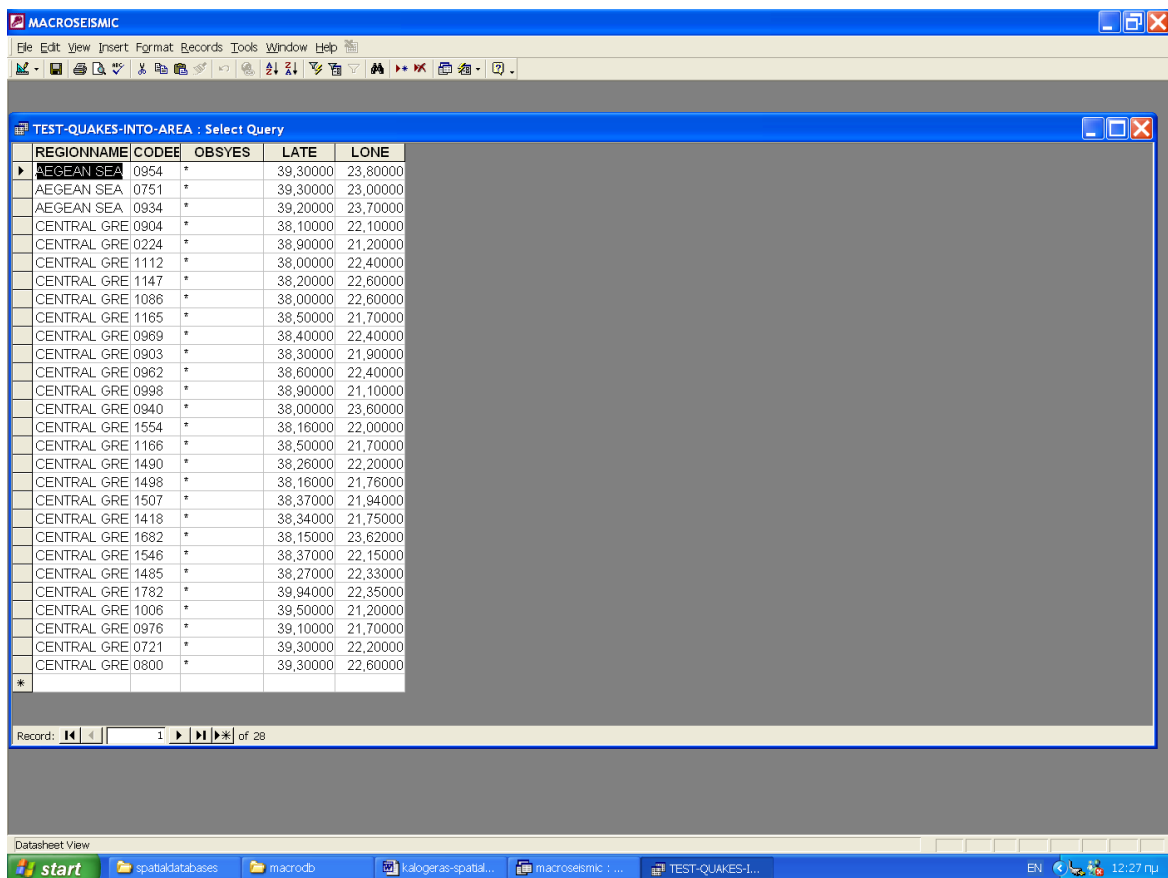 MACROSEISMIC
File Edit View Insert Format Records Tools Window Help
TEST-QUAKES-INTO-AREA : Select Query
REGIONNAME CODEE OBSYES LATE LONE
AEGEAN SEA 0954 * 39,30000 23,80000
AEGEAN SEA 0751 * 39,30000 23,00000
AEGEAN SEA 0934 * 39,20000 23,70000
CENTRAL GRE 0904 * 38,10000 22,10000
CENTRAL GRE 0224 * 38,90000 21,20000
CENTRAL GRE 1112 * 38,00000 22,40000
CENTRAL GRE 1147 * 38,20000 22,60000
CENTRAL GRE 1086 * 38,00000 22,60000
CENTRAL GRE 1165 * 38,50000 21,70000
CENTRAL GRE 0969 * 38,40000 22,40000
CENTRAL GRE 0903 * 38,30000 21,90000
CENTRAL GRE 0962 * 38,60000 22,40000
CENTRAL GRE 0998 * 38,90000 21,10000
CENTRAL GRE 0940 * 38,00000 23,60000
CENTRAL GRE 1554 * 38,16000 22,00000
CENTRAL GRE 1166 * 38,50000 21,70000
CENTRAL GRE 1490 * 38,26000 22,20000
CENTRAL GRE 1498 * 38,16000 21,76000
CENTRAL GRE 1507 * 38,37000 21,94000
CENTRAL GRE 1418 * 38,34000 21,75000
CENTRAL GRE 1682 * 38,15000 23,62000
CENTRAL GRE 1546 * 38,37000 22,15000
CENTRAL GRE 1485 * 38,27000 22,33000
CENTRAL GRE 1782 * 39,94000 22,35000
CENTRAL GRE 1006 * 39,50000 21,20000
CENTRAL GRE 0976 * 39,10000 21,70000
CENTRAL GRE 0721 * 39,30000 22,20000
CENTRAL GRE 0800 * 39,30000 22,60000
Record: 1 of 28
Datasheet View
start spatialdatabases macrodb kalogeras-spatial... macroseismic : ... TEST-QUAKES-I... EN 12:27 πμ